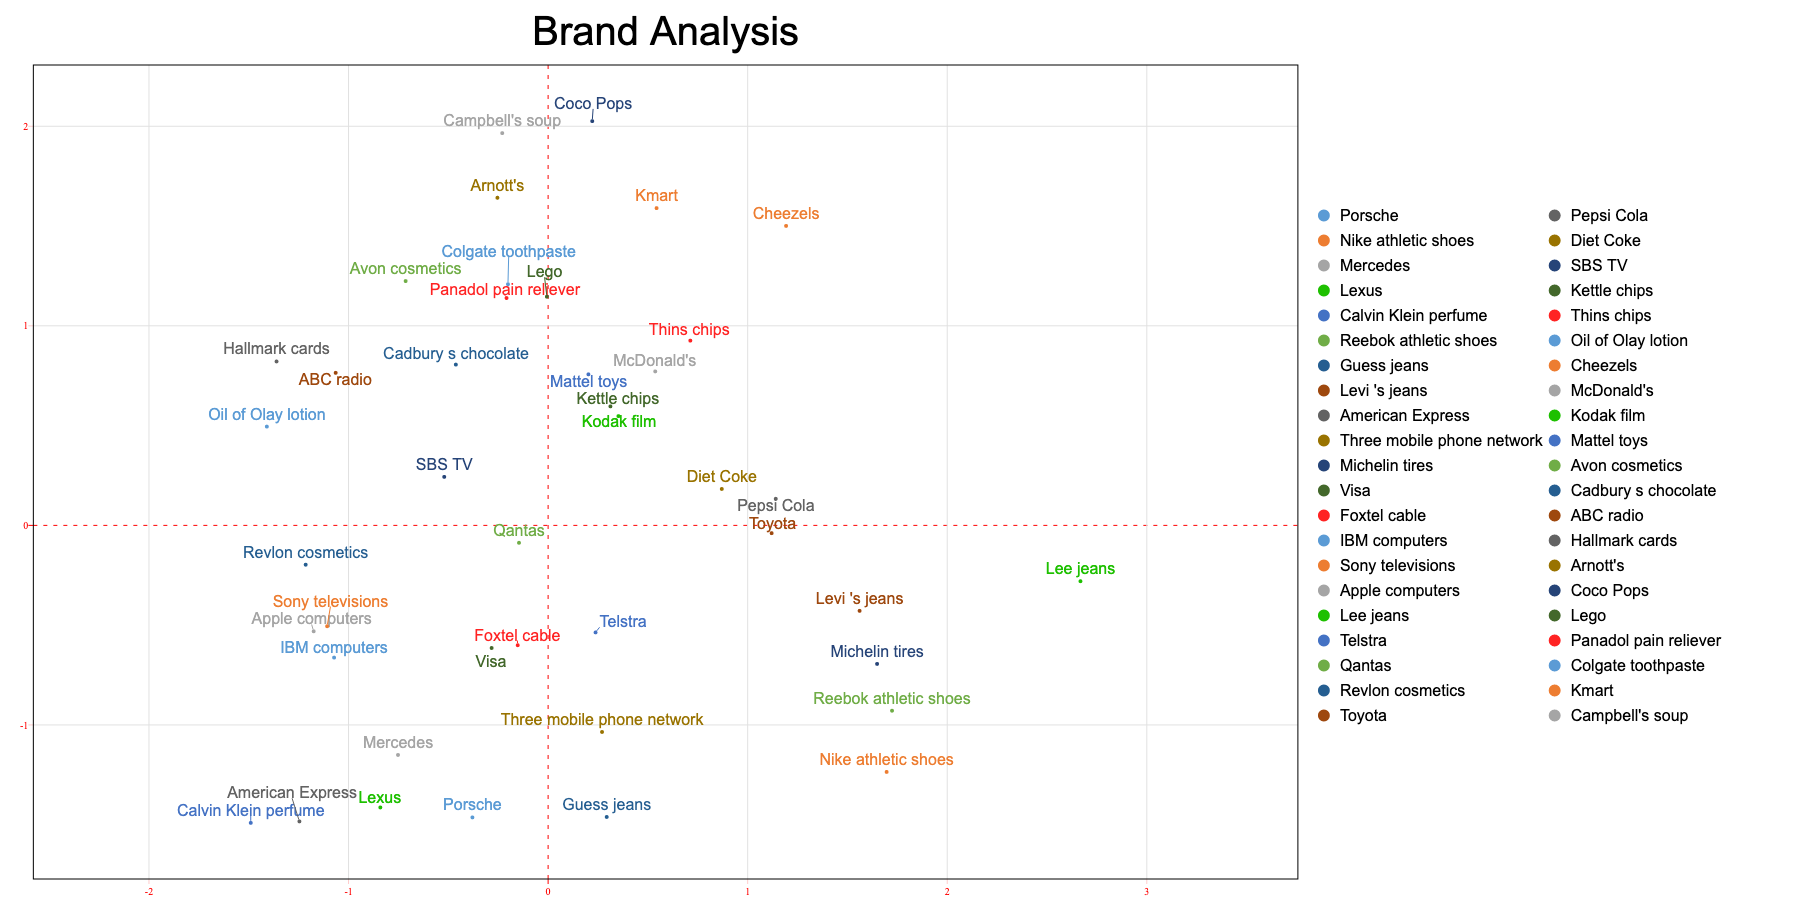 Brand Analysis
Coco Pops
Campbell's soup
Arnott's
Kmart
Cheezels
Colgate toothpaste
Avon cosmetics
Lego
Panadol pain reliever
Thins chips
Hallmark cards
Cadbury s chocolate
McDonald's
ABC radio
Mattel toys
Kettle chips
Oil of Olay lotion
Kodak film
SBS TV
Diet Coke
Pepsi Cola
Toyota
Qantas
Revlon cosmetics
Lee jeans
Sony televisions
Levi 's jeans
Apple computers
Telstra
Foxtel cable
IBM computers
Visa
Michelin tires
Reebok athletic shoes
Three mobile phone network
Mercedes
Nike athletic shoes
American Express
Lexus
Calvin Klein perfume
Porsche
Guess jeans
2
1
0
-1
-2
-1
0
1
2
3
Porsche
Nike athletic shoes
Mercedes
Lexus
Calvin Klein perfume
Reebok athletic shoes
Guess jeans
Levi 's jeans
American Express
Three mobile phone network
Michelin tires
Visa
Foxtel cable
IBM computers
Sony televisions
Apple computers
Lee jeans
Telstra
Qantas
Revlon cosmetics
Toyota
Pepsi Cola
Diet Coke
SBS TV
Kettle chips
Thins chips
Oil of Olay lotion
Cheezels
McDonald's
Kodak film
Mattel toys
Avon cosmetics
Cadbury s chocolate
ABC radio
Hallmark cards
Arnott's
Coco Pops
Lego
Panadol pain reliever
Colgate toothpaste
Kmart
Campbell's soup